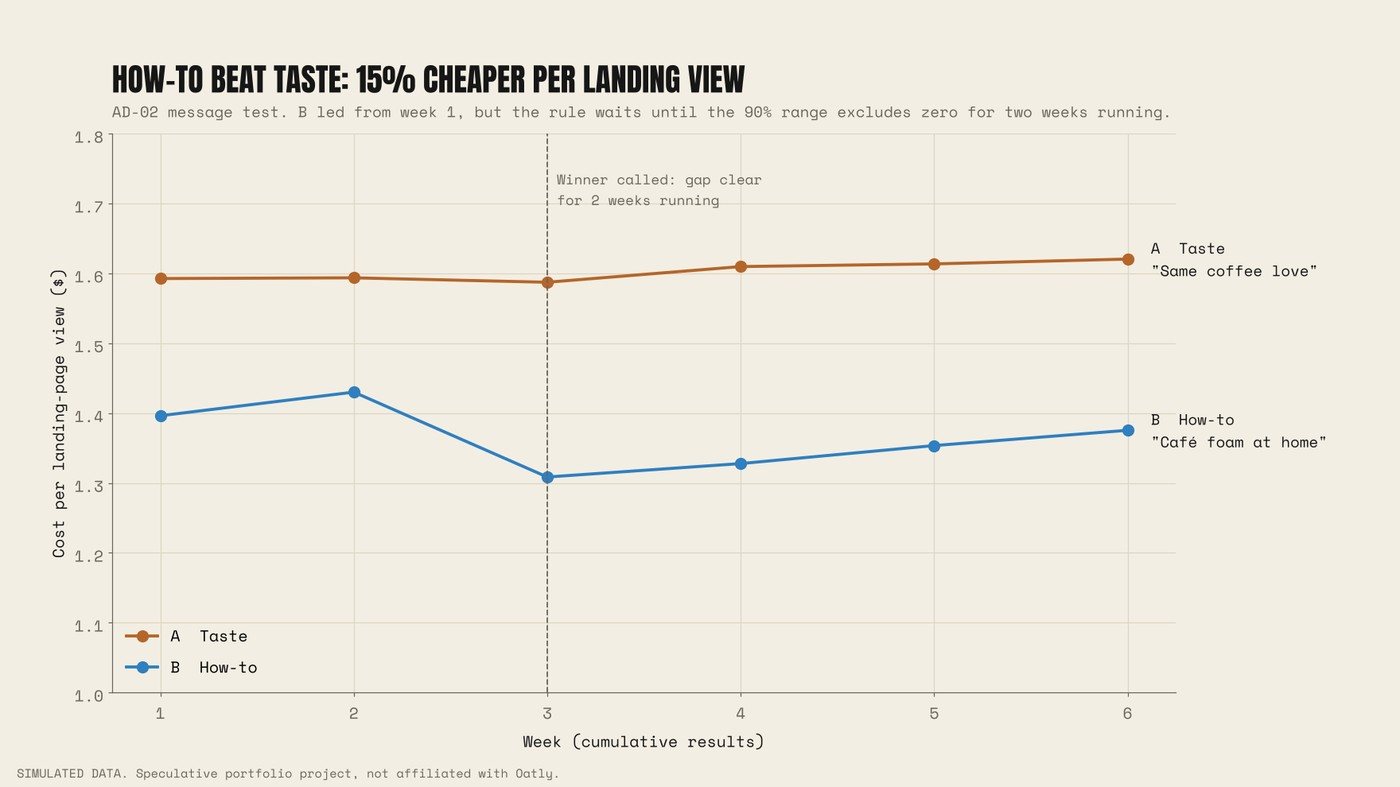 HOW-TO BEAT TASTE: 15% CHEAPER PER LANDING VIEW
AD-02 message test. B led from week 1, but the rule waits until the 90% range excludes zero for two weeks running.
1.8
1.7
1.6
1.5
1.4
1.3
1.2
1.1
1.0
Cost per landing-page view ($)
Winner called: gap clear
for 2 weeks running
A Taste
"Same coffee love"
B How-to
"Café foam at home"
A Taste
B How-to
1 2 3 4 5 6
Week (cumulative results)
SIMULATED DATA. Speculative portfolio project, not affiliated with Oatly.